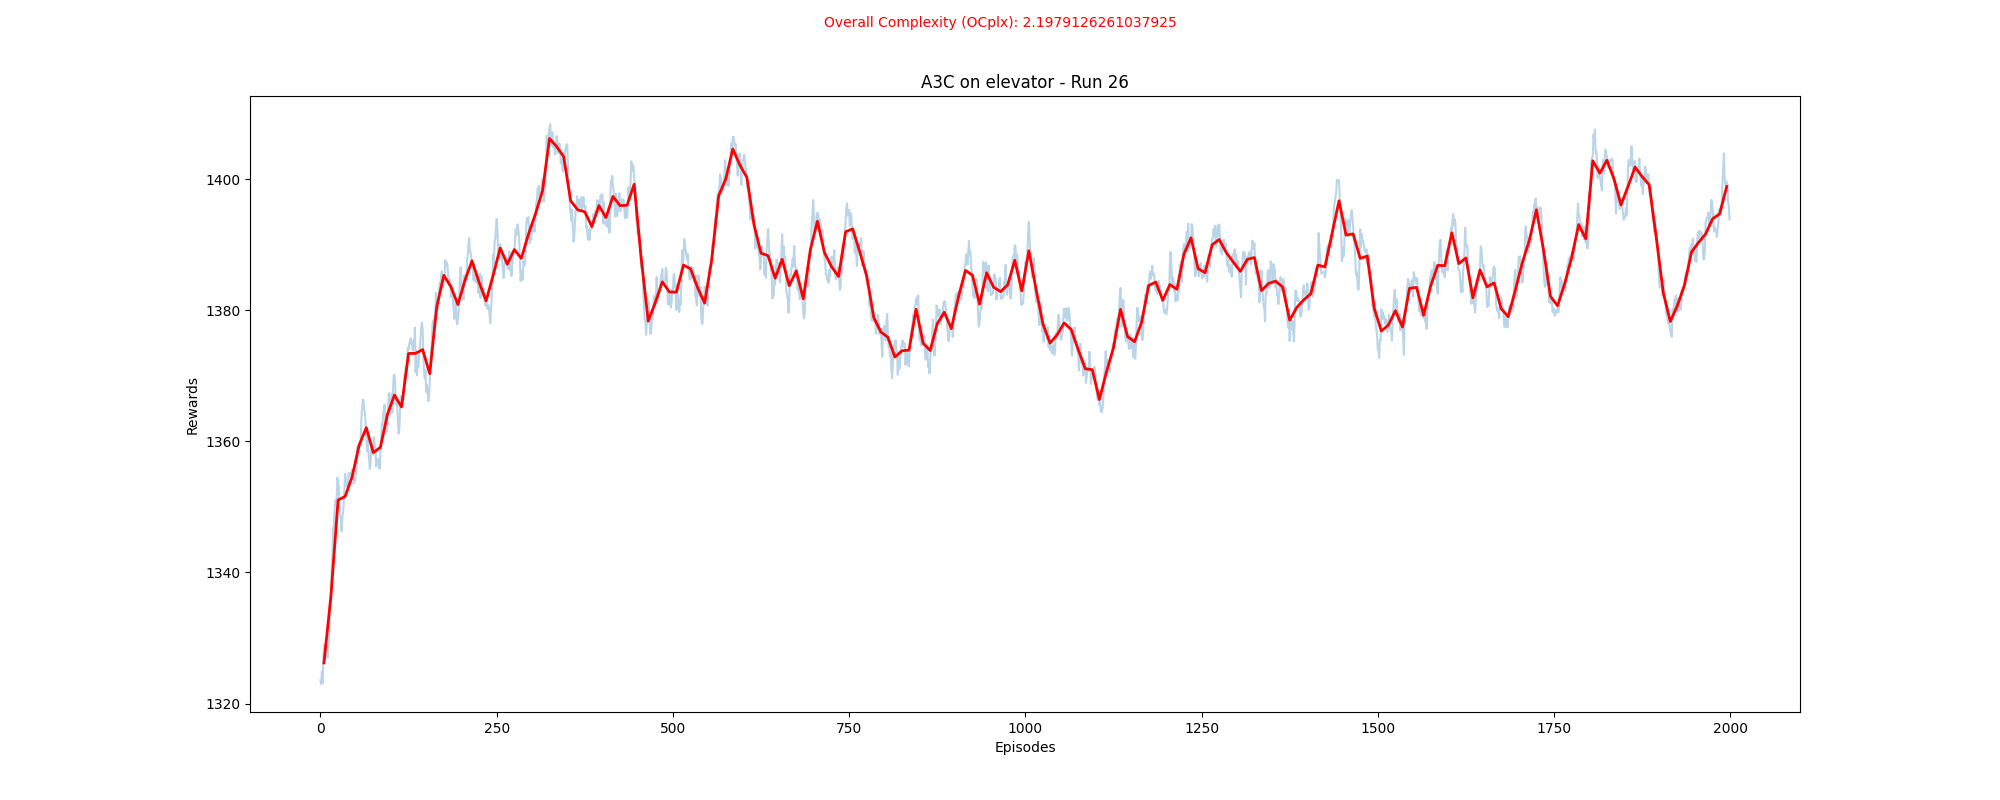 Overall Complexity (OCplx): 2.1979126261037925
A3C on elevator - Run 26
1400
1380
1360
1340
1320
Rewards
0 250 500 750 1000 1250 1500 1750 2000
Episodes